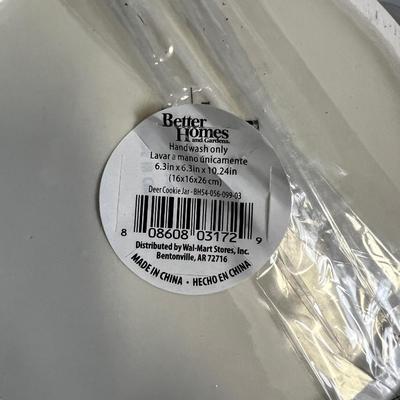 Better
Homes
and Gardens.
Handwash only
Lavar a mano únicamente
6.3in x 6.3in x 10.24in
(16x16x26 cm)
Deer Cookie Jar - BH54-056-099-03
8 08608 03172 9
Distributed by Wal-Mart Stores, Inc.
Bentonville, AR 72716
MADE IN CHINA • HECHO EN CHINA